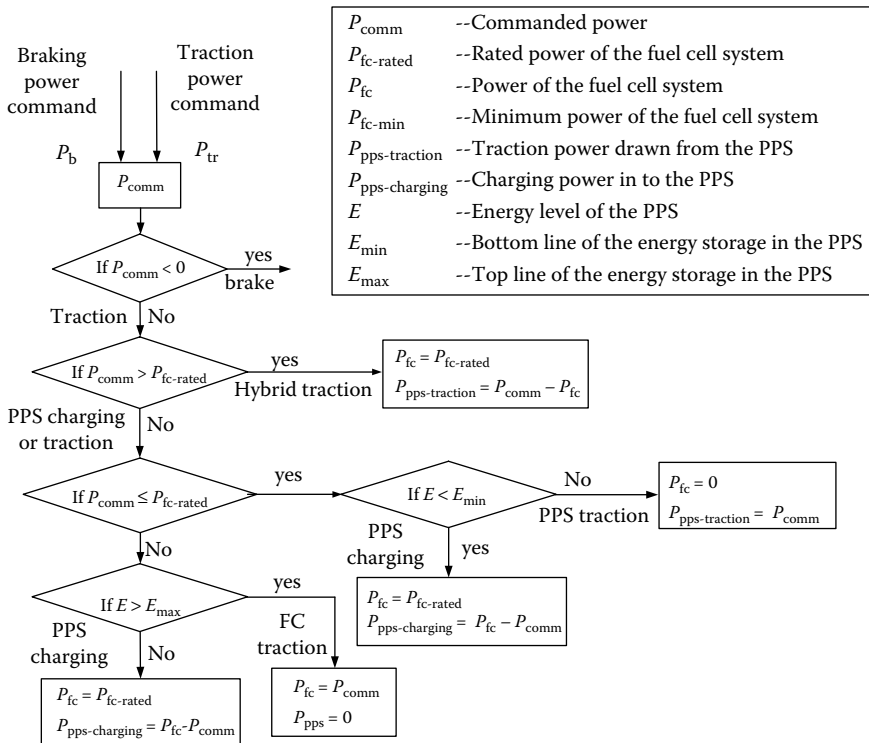 Braking
power
command
Traction
power
command
P_b
P_tr
P_comm
If P_comm < 0
yes
brake
Traction
No
If P_comm > P_fc-rated
yes
Hybrid traction
P_fc = P_fc-rated
P_pps-traction = P_comm – P_fc
PPS charging
or traction
No
If P_comm ≤ P_fc-rated
yes
If E < E_min
No
PPS traction
P_fc = 0
P_pps-traction = P_comm
PPS
charging
yes
P_fc = P_fc-rated
P_pps-charging = P_fc – P_comm
No
If E > E_max
yes
FC
traction
P_fc = P_comm
P_pps = 0
PPS
charging
No
P_fc = P_fc-rated
P_pps-charging = P_fc-P_comm
P_comm --Commanded power
P_fc-rated --Rated power of the fuel cell system
P_fc --Power of the fuel cell system
P_fc-min --Minimum power of the fuel cell system
P_pps-traction --Traction power drawn from the PPS
P_pps-charging --Charging power in to the PPS
E --Energy level of the PPS
E_min --Bottom line of the energy storage in the PPS
E_max --Top line of the energy storage in the PPS